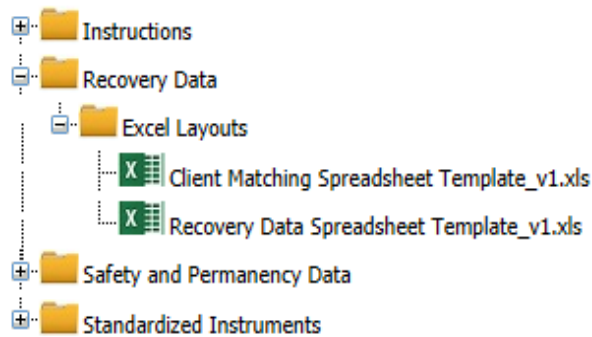 Instructions
Recovery Data
Excel Layouts
Client Matching Spreadsheet Template_v1.xls
Recovery Data Spreadsheet Template_v1.xls
Safety and Permanency Data
Standardized Instruments